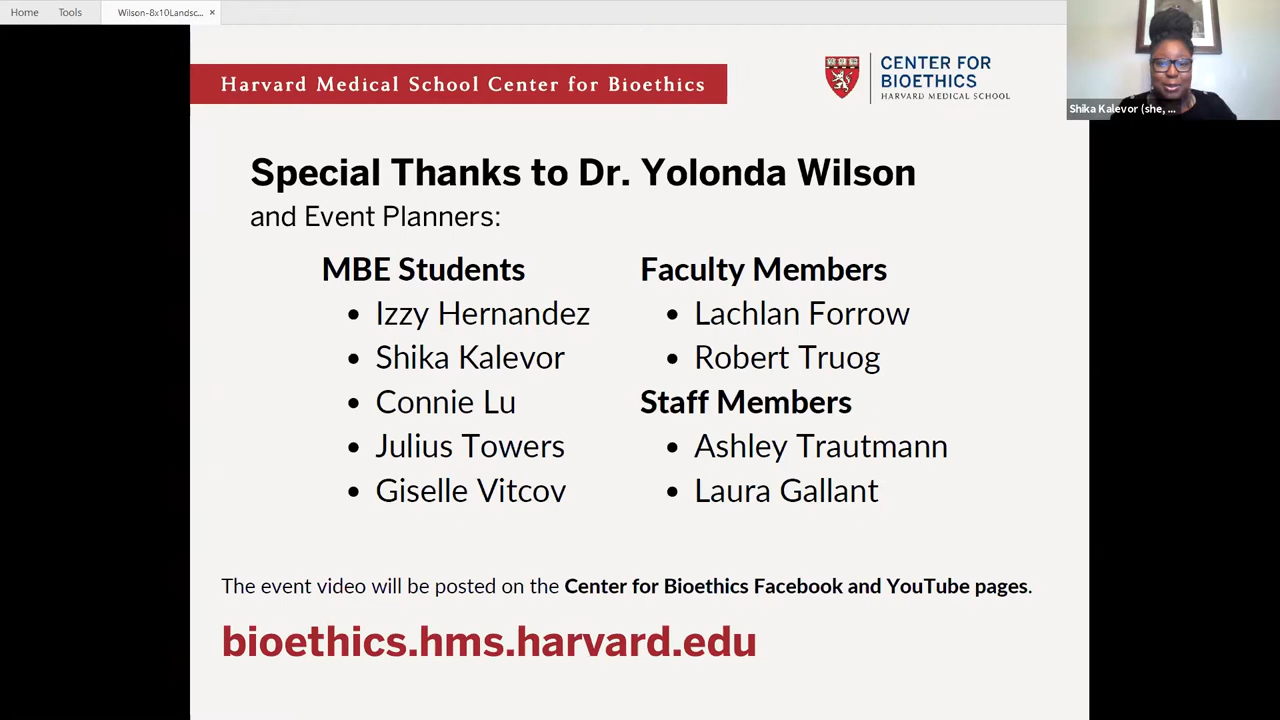 Home
Tools
Wilson-8x10Landsc... ×
Shika Kalevor (she, ...
Harvard Medical School Center for Bioethics
CENTER FOR
BIOETHICS
HARVARD MEDICAL SCHOOL
Special Thanks to Dr. Yolonda Wilson
and Event Planners:
MBE Students
• Izzy Hernandez
• Shika Kalevor
• Connie Lu
• Julius Towers
• Giselle Vitcov
Faculty Members
• Lachlan Forrow
• Robert Truog
Staff Members
• Ashley Trautmann
• Laura Gallant
The event video will be posted on the Center for Bioethics Facebook and YouTube pages.
bioethics.hms.harvard.edu